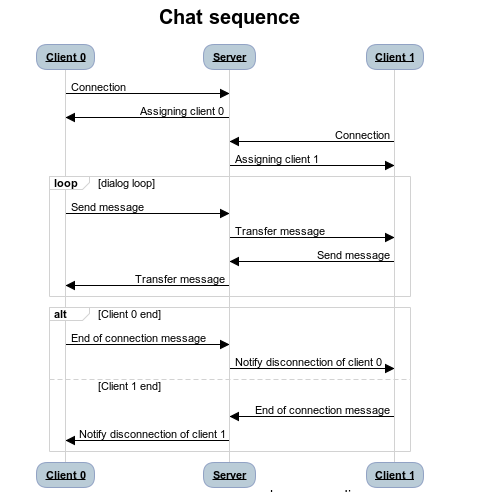 Chat sequence
Client 0 Server Client 1
Connection
Assigning client 0
Connection
Assigning client 1
loop [dialog loop]
Send message
Transfer message
Send message
Transfer message
alt [Client 0 end]
End of connection message
Notify disconnection of client 0
[Client 1 end]
End of connection message
Notify disconnection of client 1
Client 0 Server Client 1